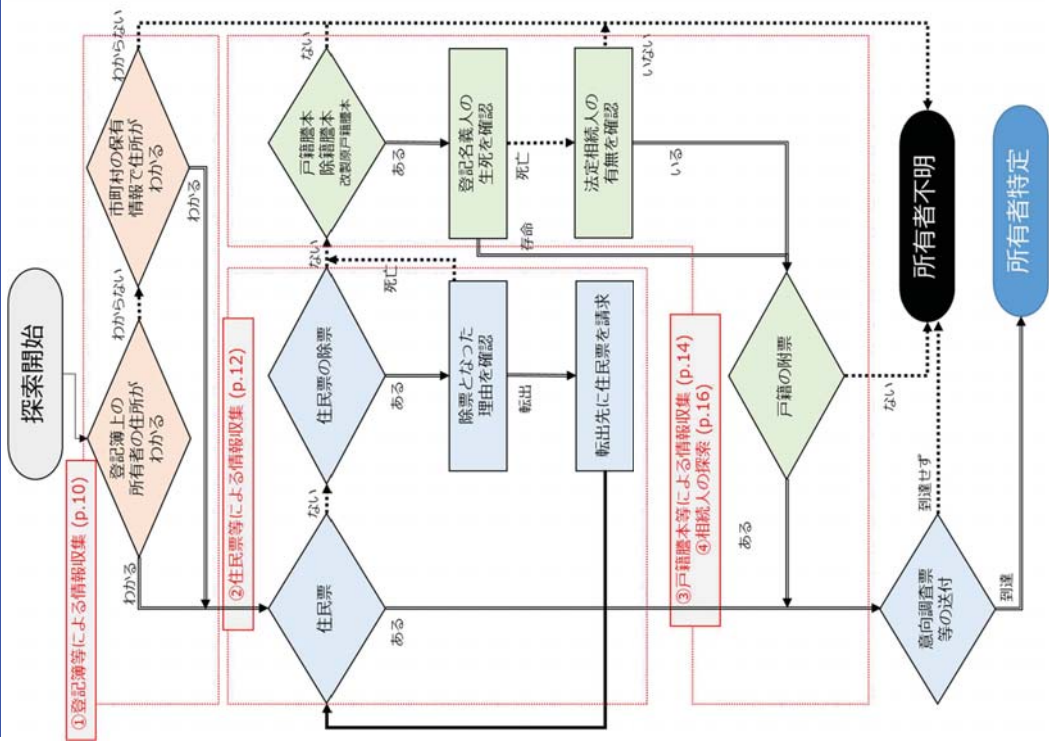 探索開始
①登記簿等による情報収集 (p.10)
登記簿上の
所有者の住所が
わかる
わからない
市町村の保有
情報で住所が
わかる
わからない
わかる
わかる
②住民票等による情報収集 (p.12)
住民票
ない
住民票の除票
ない
ある
ある
除票となった
理由を確認
死亡
転出
転出先に住民票を請求
戸籍謄本
除籍謄本
改製原戸籍謄本
ない
ある
登記名義人の
生死を確認
存命
死亡
法定相続人の
有無を確認
いない
いる
③戸籍謄本等による情報収集 (p.14)
④相続人の探索 (p.16)
戸籍の附票
ある
ない
意向調査票
等の送付
到達せず
到達
所有者不明
所有者特定